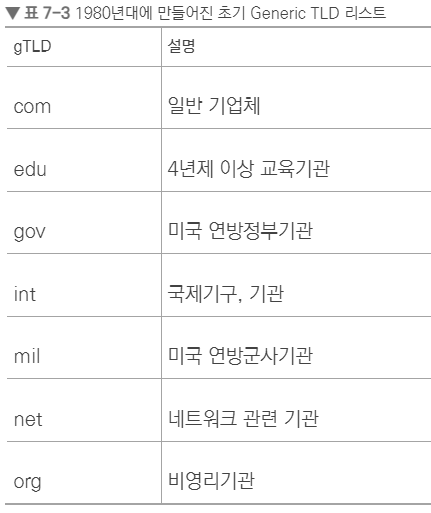 ▼ 표 7-3 1980년대에 만들어진 초기 Generic TLD 리스트
gTLD 설명
com 일반 기업체
edu 4년제 이상 교육기관
gov 미국 연방정부기관
int 국제기구, 기관
mil 미국 연방군사기관
net 네트워크 관련 기관
org 비영리기관